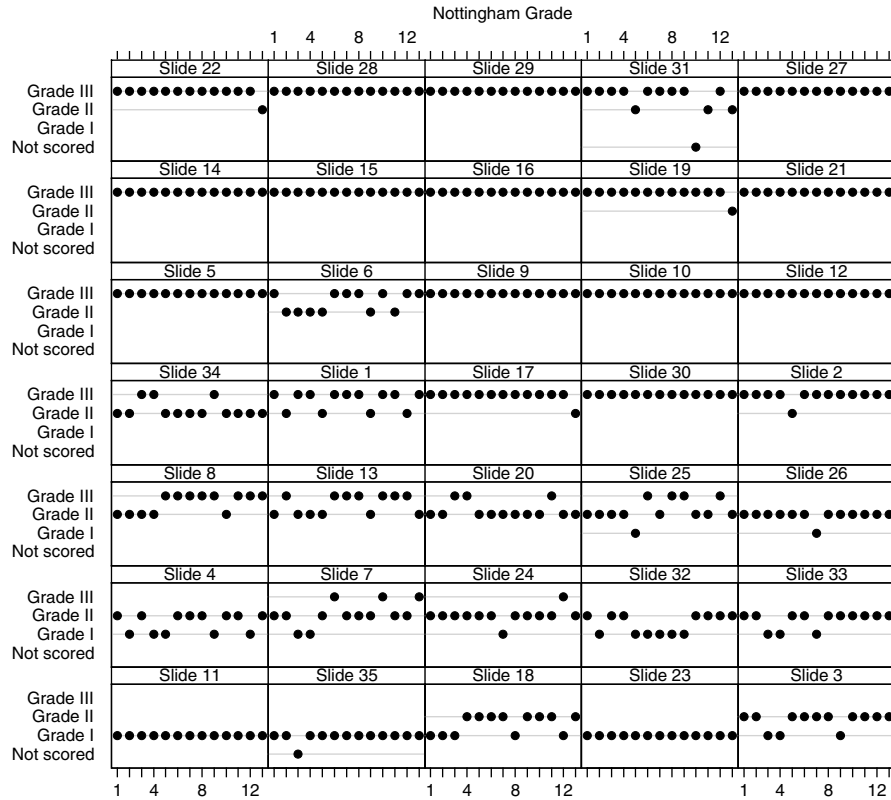 Nottingham Grade
1 4 8 12 1 4 8 12
Slide 22 Slide 28 Slide 29 Slide 31 Slide 27
Grade III
Grade II
Grade I
Not scored
Slide 14 Slide 15 Slide 16 Slide 19 Slide 21
Grade III
Grade II
Grade I
Not scored
Slide 5 Slide 6 Slide 9 Slide 10 Slide 12
Grade III
Grade II
Grade I
Not scored
Slide 34 Slide 1 Slide 17 Slide 30 Slide 2
Grade III
Grade II
Grade I
Not scored
Slide 8 Slide 13 Slide 20 Slide 25 Slide 26
Grade III
Grade II
Grade I
Not scored
Slide 4 Slide 7 Slide 24 Slide 32 Slide 33
Grade III
Grade II
Grade I
Not scored
Slide 11 Slide 35 Slide 18 Slide 23 Slide 3
Grade III
Grade II
Grade I
Not scored
1 4 8 12 1 4 8 12 1 4 8 12